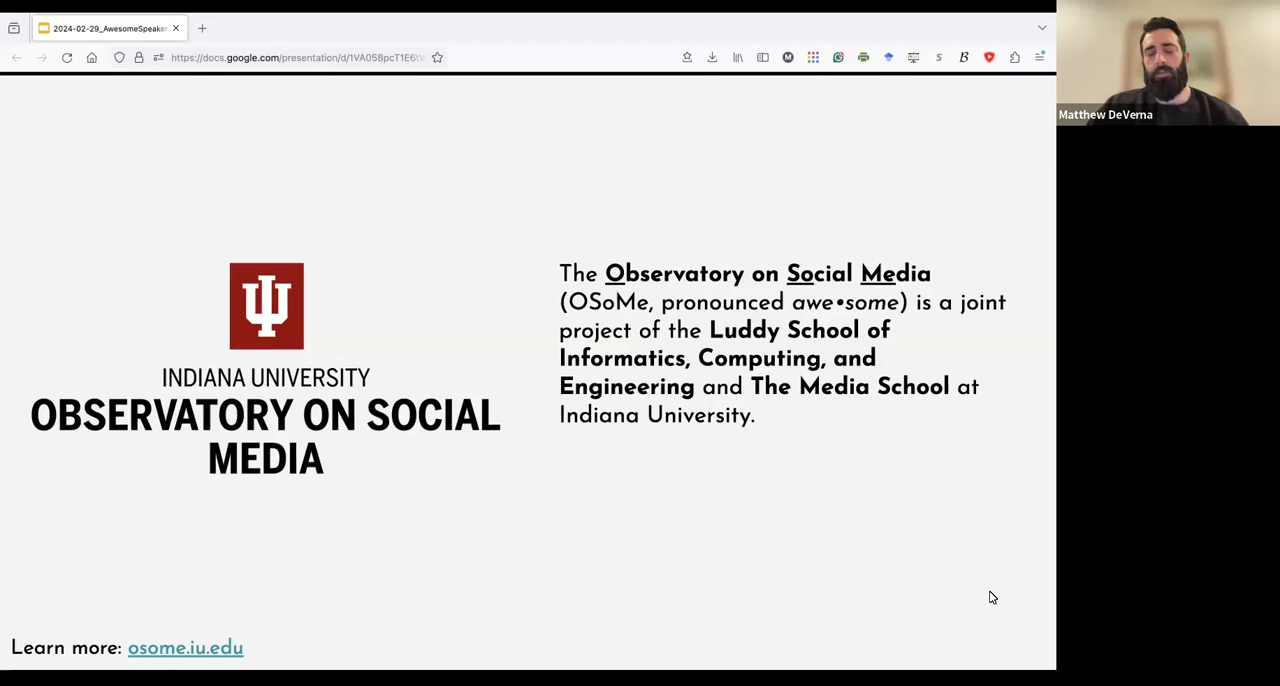 2024-02-29_AwesomeSpeaker
https://docs.google.com/presentation/d/1VA058pcT1E6t
Matthew DeVerna
INDIANA UNIVERSITY
OBSERVATORY ON SOCIAL
MEDIA
The Observatory on Social Media
(OSoMe, pronounced awe•some) is a joint
project of the Luddy School of
Informatics, Computing, and
Engineering and The Media School at
Indiana University.
Learn more: osome.iu.edu